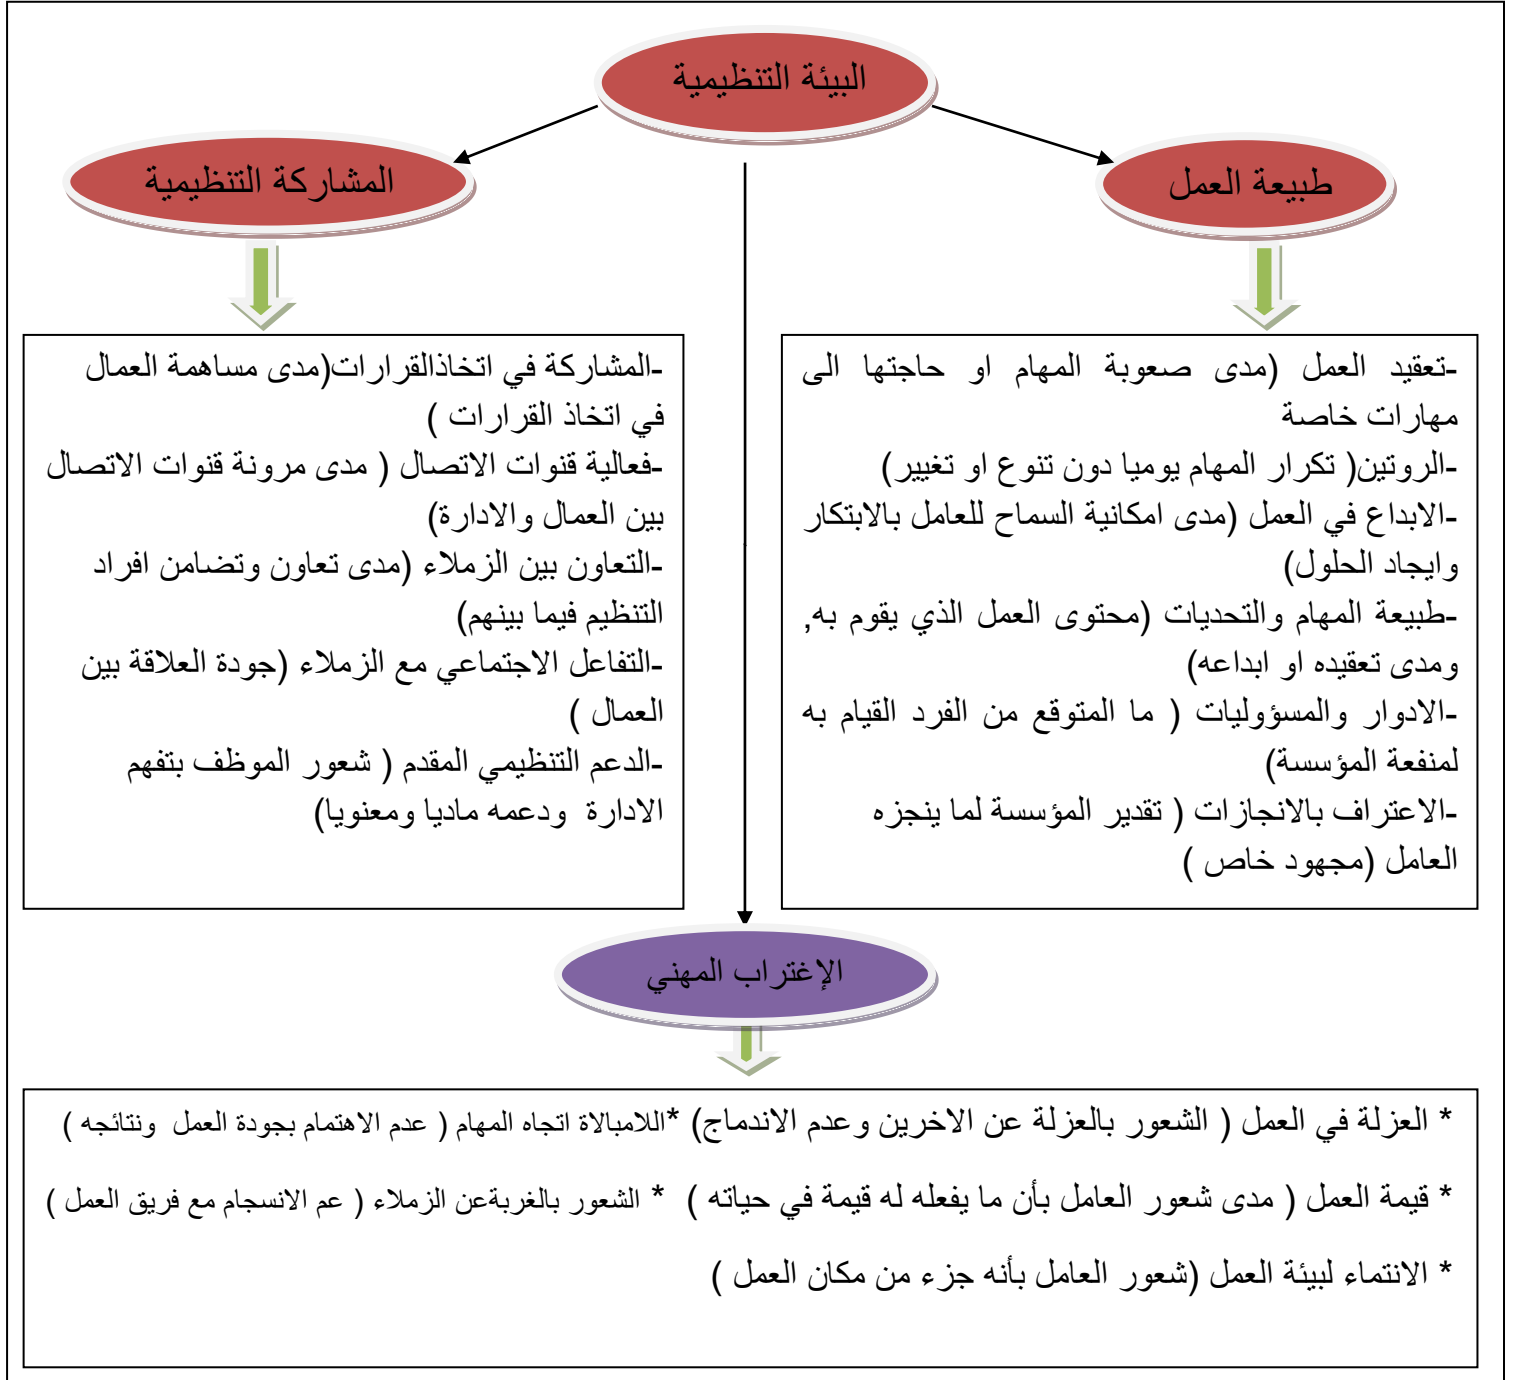 البيئة التنظيمية
طبيعة العمل
المشاركة التنظيمية
-تعقيد العمل (مدى صعوبة المهام او حاجتها الى
مهارات خاصة
-الروتين( تكرار المهام يوميا دون تنوع او تغيير)
-الابداع في العمل (مدى امكانية السماح للعامل بالابتكار
وايجاد الحلول)
-طبيعة المهام والتحديات (محتوى العمل الذي يقوم به,
ومدى تعقيده او ابداعه)
-الادوار والمسؤوليات ( ما المتوقع من الفرد القيام به
لمنفعة المؤسسة)
-الاعتراف بالانجازات ( تقدير المؤسسة لما ينجزه
العامل (مجهود خاص )
-المشاركة في اتخاذالقرارات(مدى مساهمة العمال
في اتخاذ القرارات )
-فعالية قنوات الاتصال ( مدى مرونة قنوات الاتصال
بين العمال والادارة)
-التعاون بين الزملاء (مدى تعاون وتضامن افراد
التنظيم فيما بينهم)
-التفاعل الاجتماعي مع الزملاء (جودة العلاقة بين
العمال )
-الدعم التنظيمي المقدم ( شعور الموظف بتفهم
الادارة ودعمه ماديا ومعنويا)
الإغتراب المهني
* العزلة في العمل ( الشعور بالعزلة عن الاخرين وعدم الاندماج) *اللامبالاة اتجاه المهام ( عدم الاهتمام بجودة العمل ونتائجه )
* قيمة العمل ( مدى شعور العامل بأن ما يفعله له قيمة في حياته ) * الشعور بالغربةعن الزملاء ( عم الانسجام مع فريق العمل )
* الانتماء لبيئة العمل (شعور العامل بأنه جزء من مكان العمل )